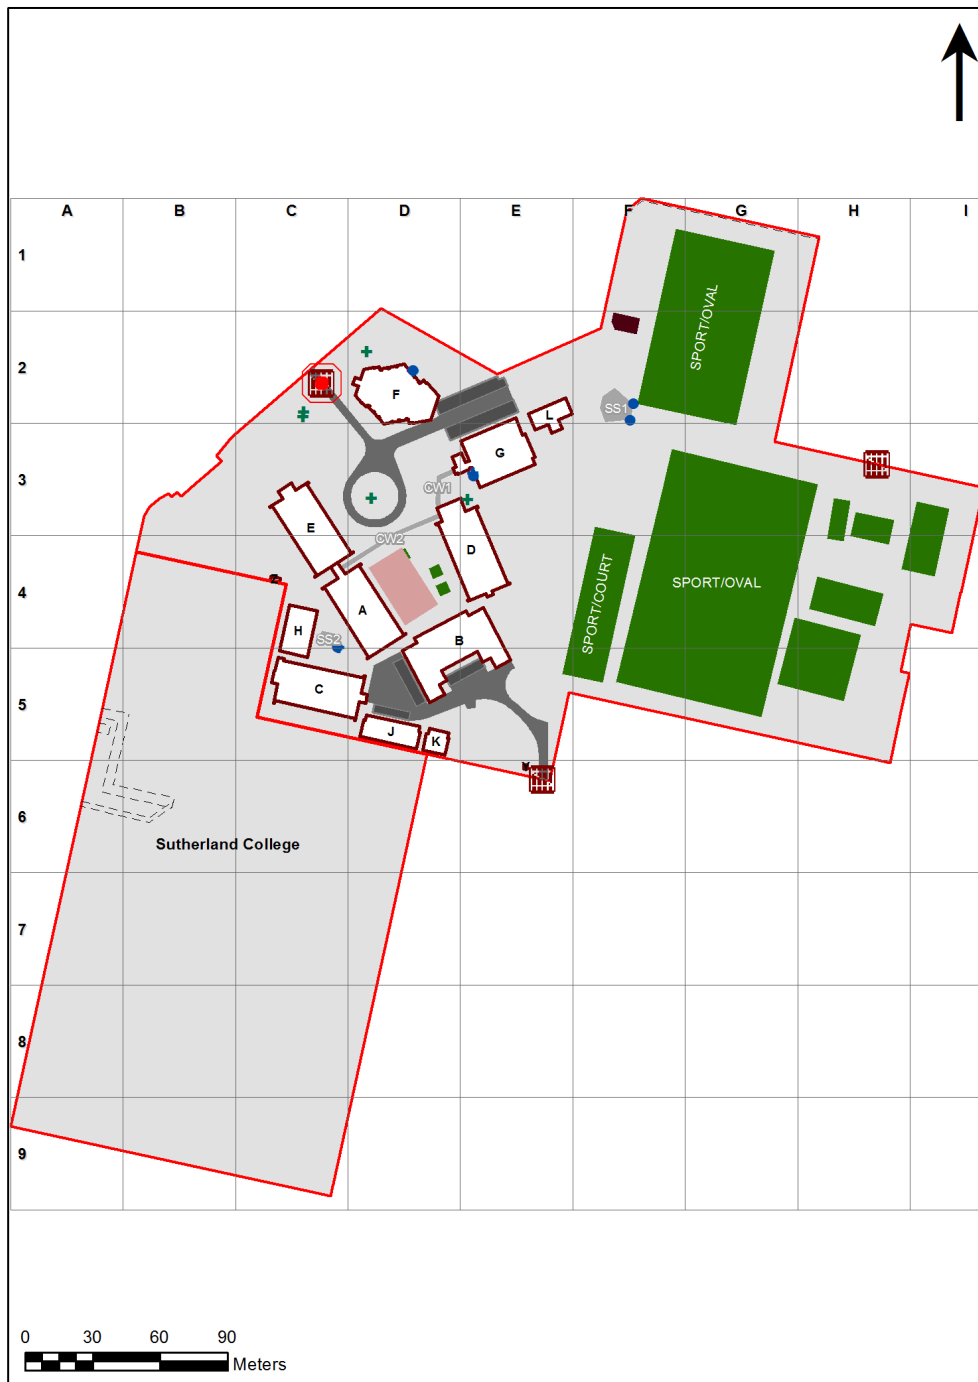 A B C D E F G H I
1
SPORT/OVAL
2
F
L
SS1
G
3
CW1
E
CW2
D
SPORT/COURT
SPORT/OVAL
4
A
H
SS2
B
C
5
J
K
6
Sutherland College
7
8
9
0 30 60 90
Meters